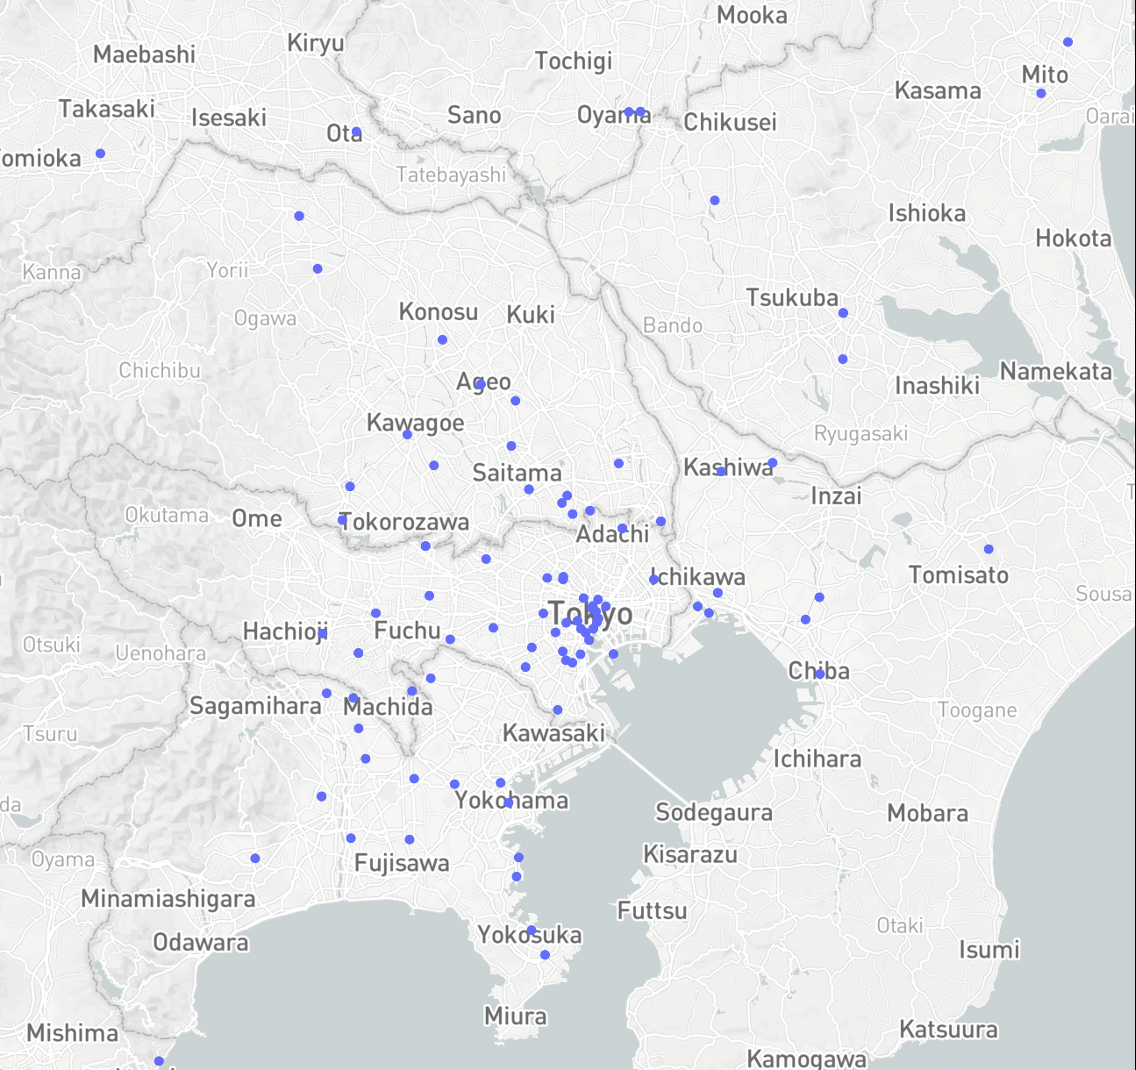 Mooka
Kiryu
Maebashi
Tochigi
Mito
Kasama
Takasaki
Isesaki
Sano
Oyama
Chikusei
Oarai
Ota
Tomioka
Tatebayashi
Ishioka
Hokota
Kanna
Yorii
Tsukuba
Konosu
Kuki
Ogawa
Bando
Chichibu
Ageo
Inashiki
Namekata
Kawagoe
Ryugasaki
Saitama
Kashiwa
Inzai
Okutama
Ome
Tokorozawa
Adachi
Ichikawa
Tomisato
Sousa
Tokyo
Hachioji
Fuchu
Otsuki
Uenohara
Chiba
Sagamihara
Machida
Toogane
Tsuru
Kawasaki
Ichihara
Yokohama
Sodegaura
Mobara
Oyama
Fujisawa
Kisarazu
Minamiashigara
Futtsu
Otaki
Odawara
Yokosuka
Isumi
Miura
Mishima
Katsuura
Kamogawa